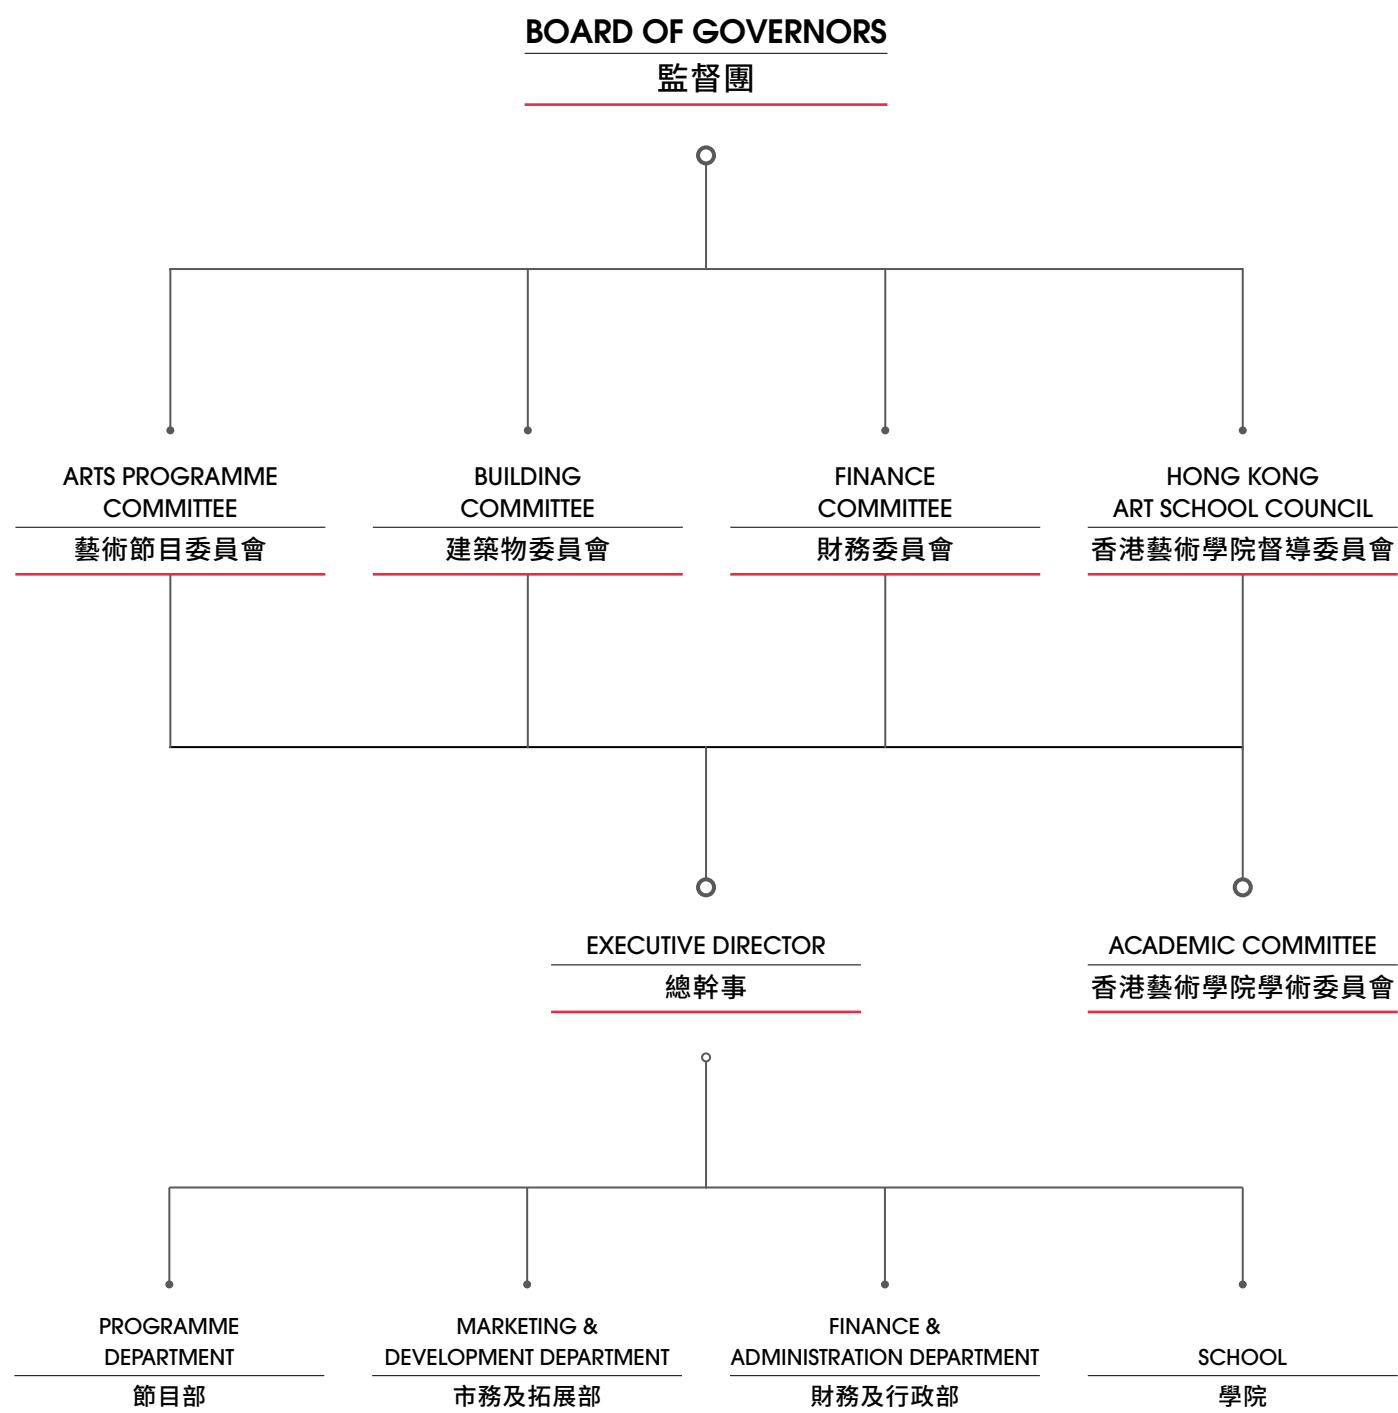 BOARD OF GOVERNORS
監督團
ARTS PROGRAMME
COMMITTEE
藝術節目委員會
BUILDING
COMMITTEE
建築物委員會
FINANCE
COMMITTEE
財務委員會
HONG KONG
ART SCHOOL COUNCIL
香港藝術學院督導委員會
EXECUTIVE DIRECTOR
總幹事
ACADEMIC COMMITTEE
香港藝術學院學術委員會
PROGRAMME
DEPARTMENT
節目部
MARKETING &
DEVELOPMENT DEPARTMENT
市務及拓展部
FINANCE &
ADMINISTRATION DEPARTMENT
財務及行政部
SCHOOL
學院